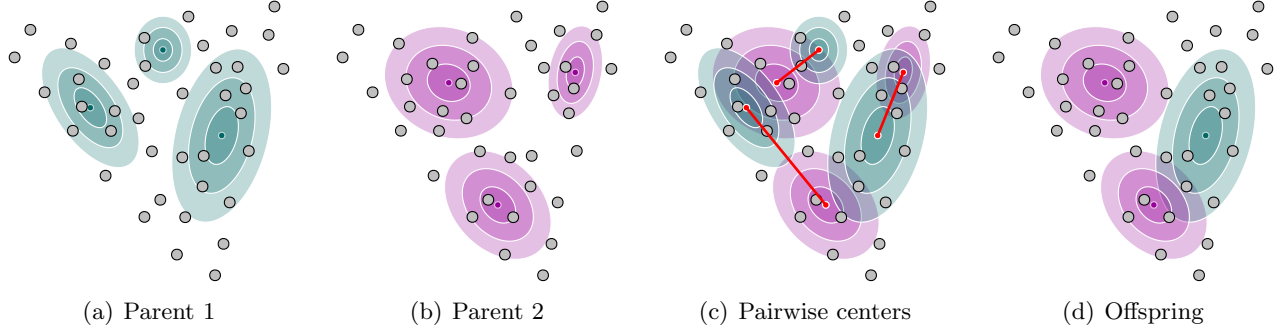 (a) Parent 1
(b) Parent 2
(c) Pairwise centers
(d) Offspring